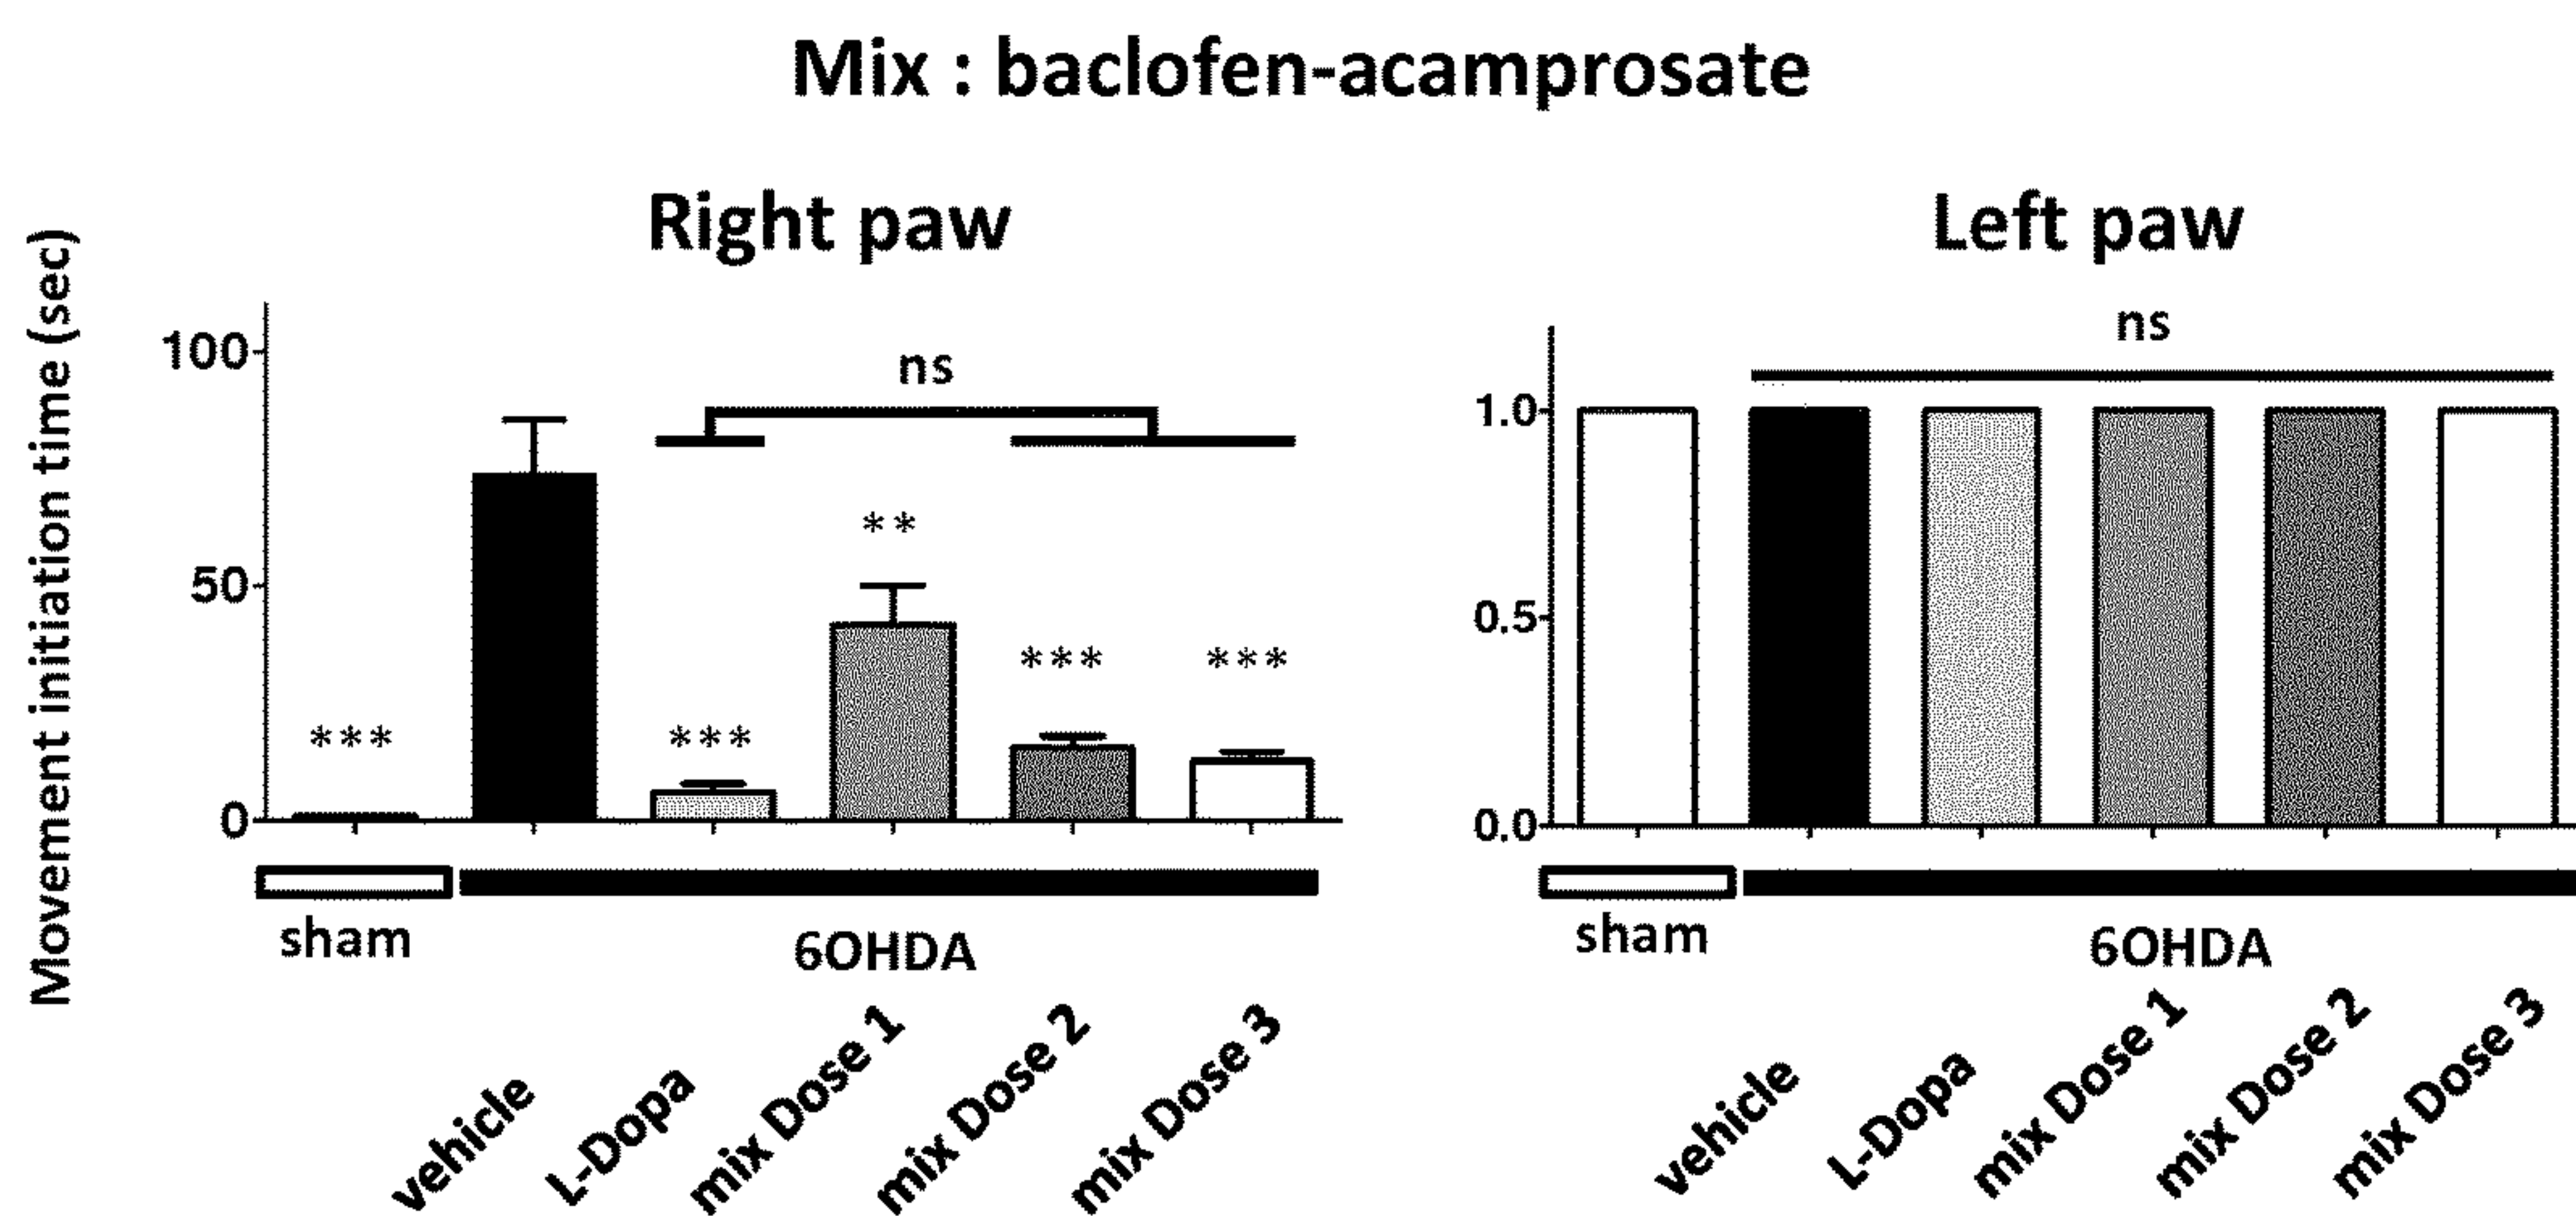 Mix : baclofen-acamprosate
Right paw
Movement initiation time (sec)
100
50
0
ns
***
***
**
***
***
sham
6OHDA
vehicle
L-Dopa
mix Dose 1
mix Dose 2
mix Dose 3
Left paw
ns
1.0
0.5
0.0
sham
6OHDA
vehicle
L-Dopa
mix Dose 1
mix Dose 2
mix Dose 3